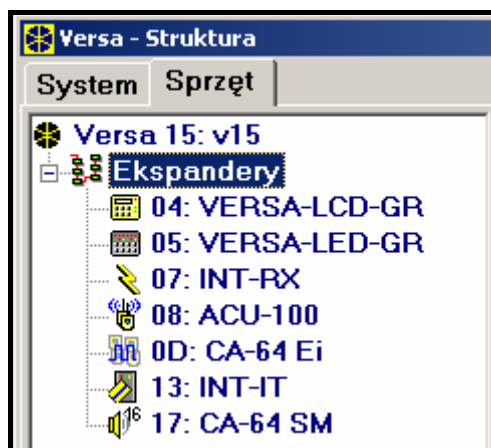 Versa - Struktura
System Sprzęt
Versa 15: v15
Ekspandery
04: VERSA-LCD-GR
05: VERSA-LED-GR
07: INT-RX
08: ACU-100
0D: CA-64 Ei
13: INT-IT
16 17: CA-64 SM